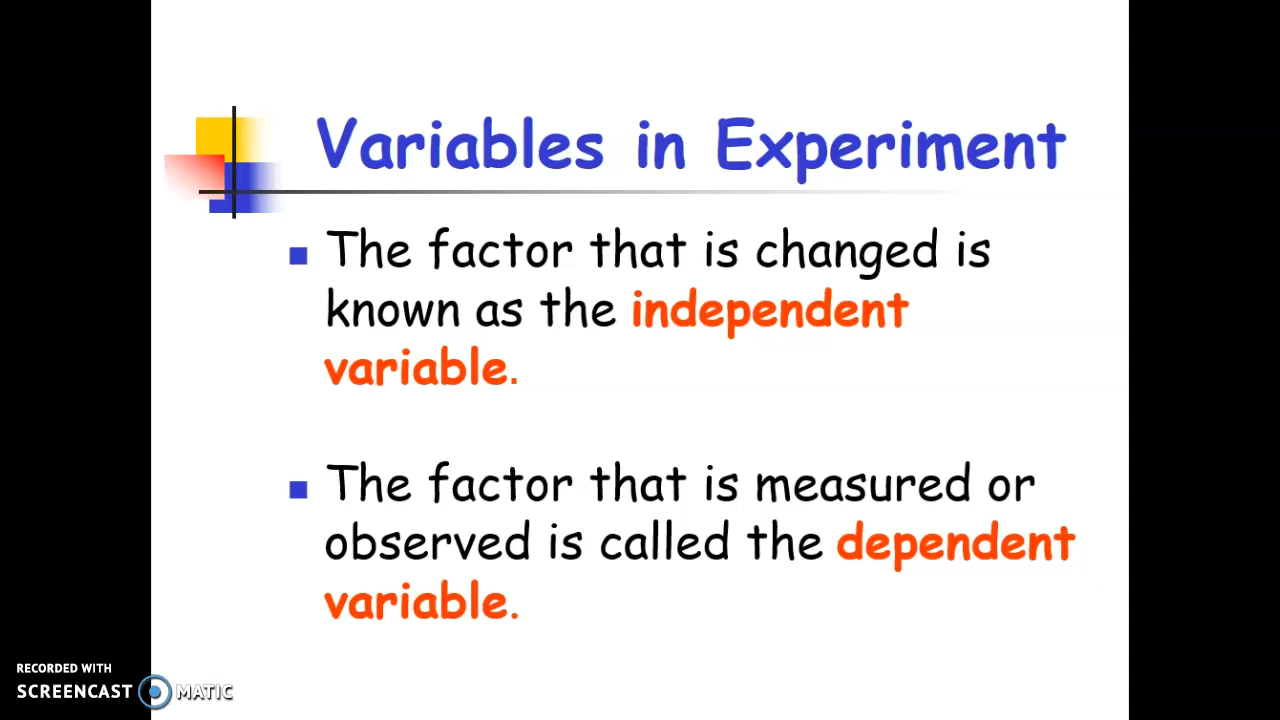 Variables in Experiment
The factor that is changed is
known as the independent
variable.
The factor that is measured or
observed is called the dependent
variable.
RECORDED WITH
SCREENCAST MATIC